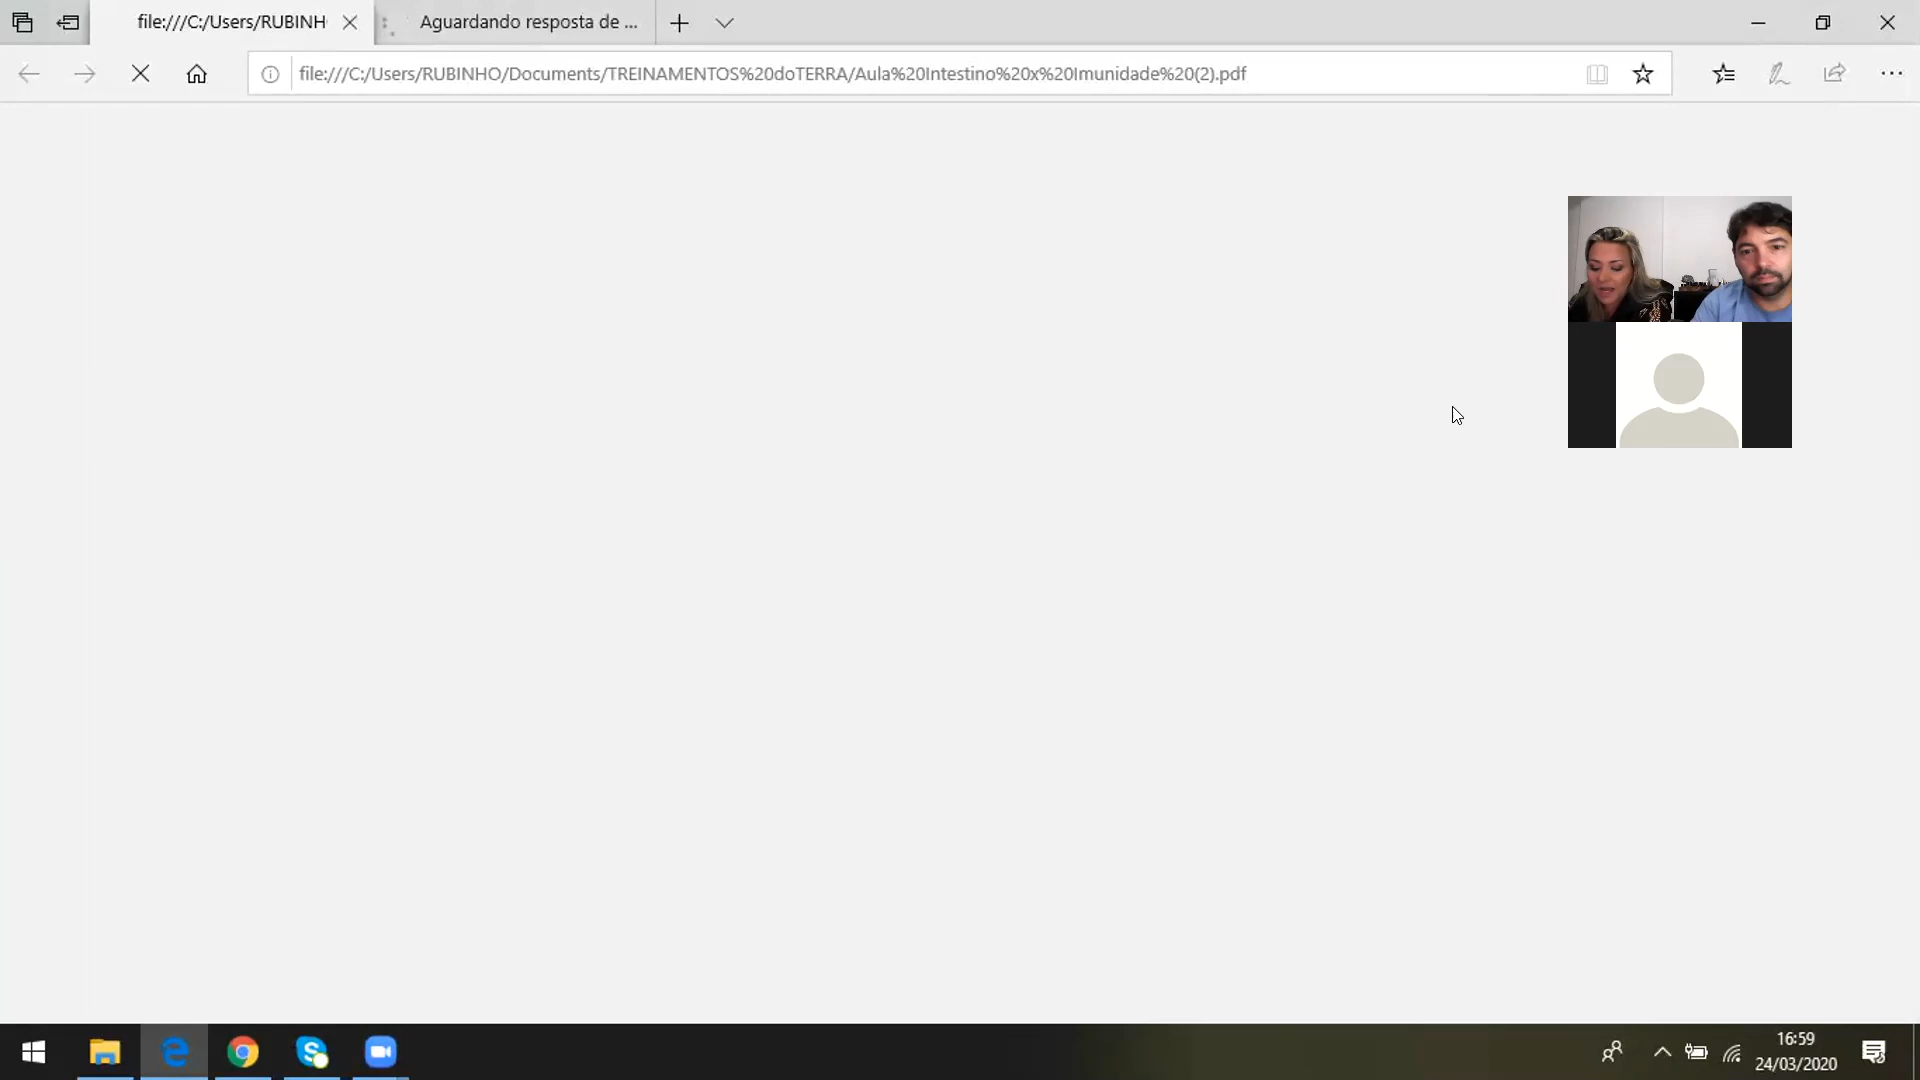 file:///C:/Users/RUBINH
Aguardando resposta de ...
file:///C:/Users/RUBINHO/Documents/TREINAMENTOS%20doTERRA/Aula%20Intestino%20x%20Imunidade%20(2).pdf
16:59
24/03/2020